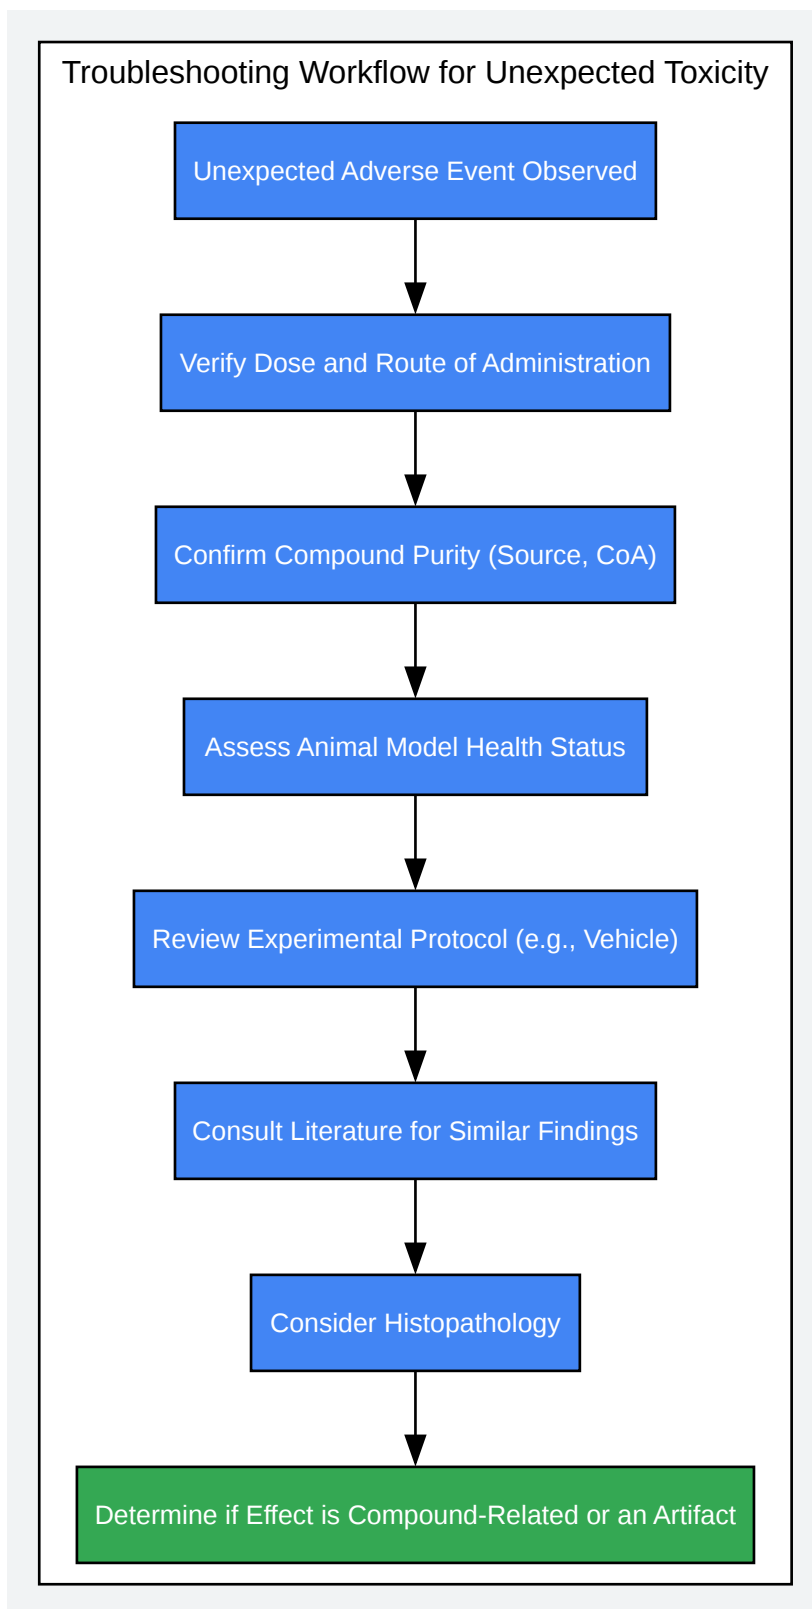 Troubleshooting Workflow for Unexpected Toxicity
Unexpected Adverse Event Observed
Verify Dose and Route of Administration
Confirm Compound Purity (Source, CoA)
Assess Animal Model Health Status
Review Experimental Protocol (e.g., Vehicle)
Consult Literature for Similar Findings
Consider Histopathology
Determine if Effect is Compound-Related or an Artifact